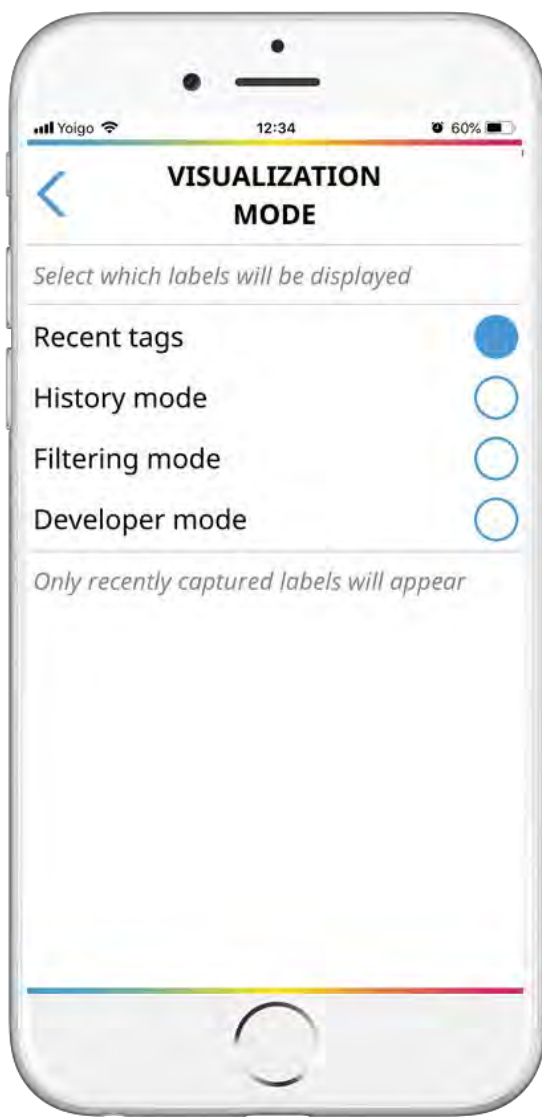 Yoigo 12:34 60%
VISUALIZATION
MODE
Select which labels will be displayed
Recent tags
History mode
Filtering mode
Developer mode
Only recently captured labels will appear